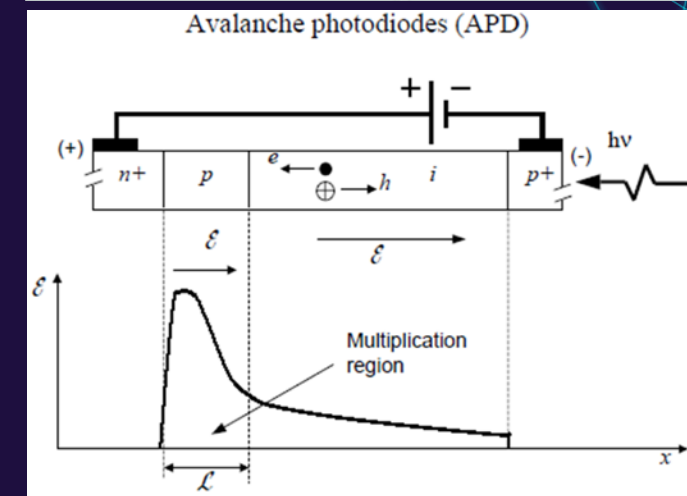 Avalanche photodiodes (APD)
+ −
(+) (-) hν
n+ p e h i p+
ℰ ℰ
ℰ
Multiplication
region
x
ℒ